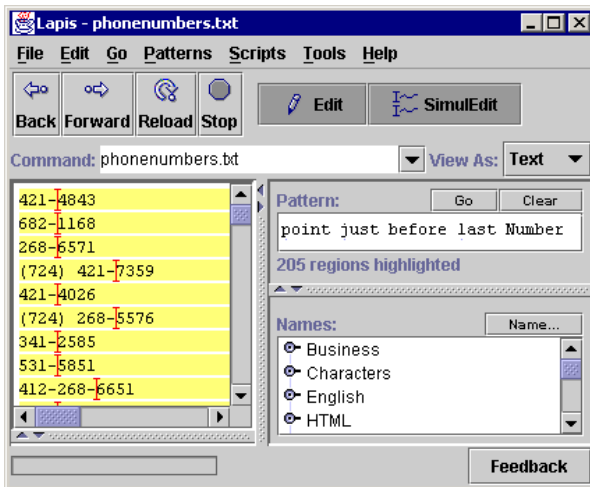 Lapis - phonenumbers.txt
File Edit Go Patterns Scripts Tools Help
Back Forward Reload Stop Edit SimulEdit
Command: phonenumbers.txt View As: Text
421-4843
682-1168
268-6571
(724) 421-7359
421-4026
(724) 268-5576
341-2585
531-5851
412-268-6651
Pattern: Go Clear
point just before last Number
205 regions highlighted
Names: Name...
Business
Characters
English
HTML
Feedback